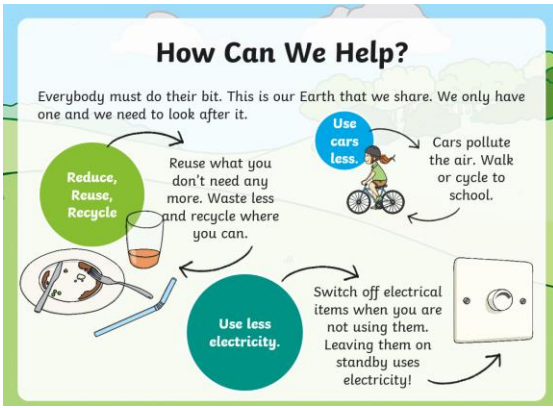 How Can We Help?
Everybody must do their bit. This is our Earth that we share. We only have
one and we need to look after it.
Reduce,
Reuse,
Recycle
Reuse what you
don't need any
more. Waste less
and recycle where
you can.
Use
cars
less.
Cars pollute
the air. Walk
or cycle to
school.
Use less
electricity.
Switch off electrical
items when you are
not using them.
Leaving them on
standby uses
electricity!